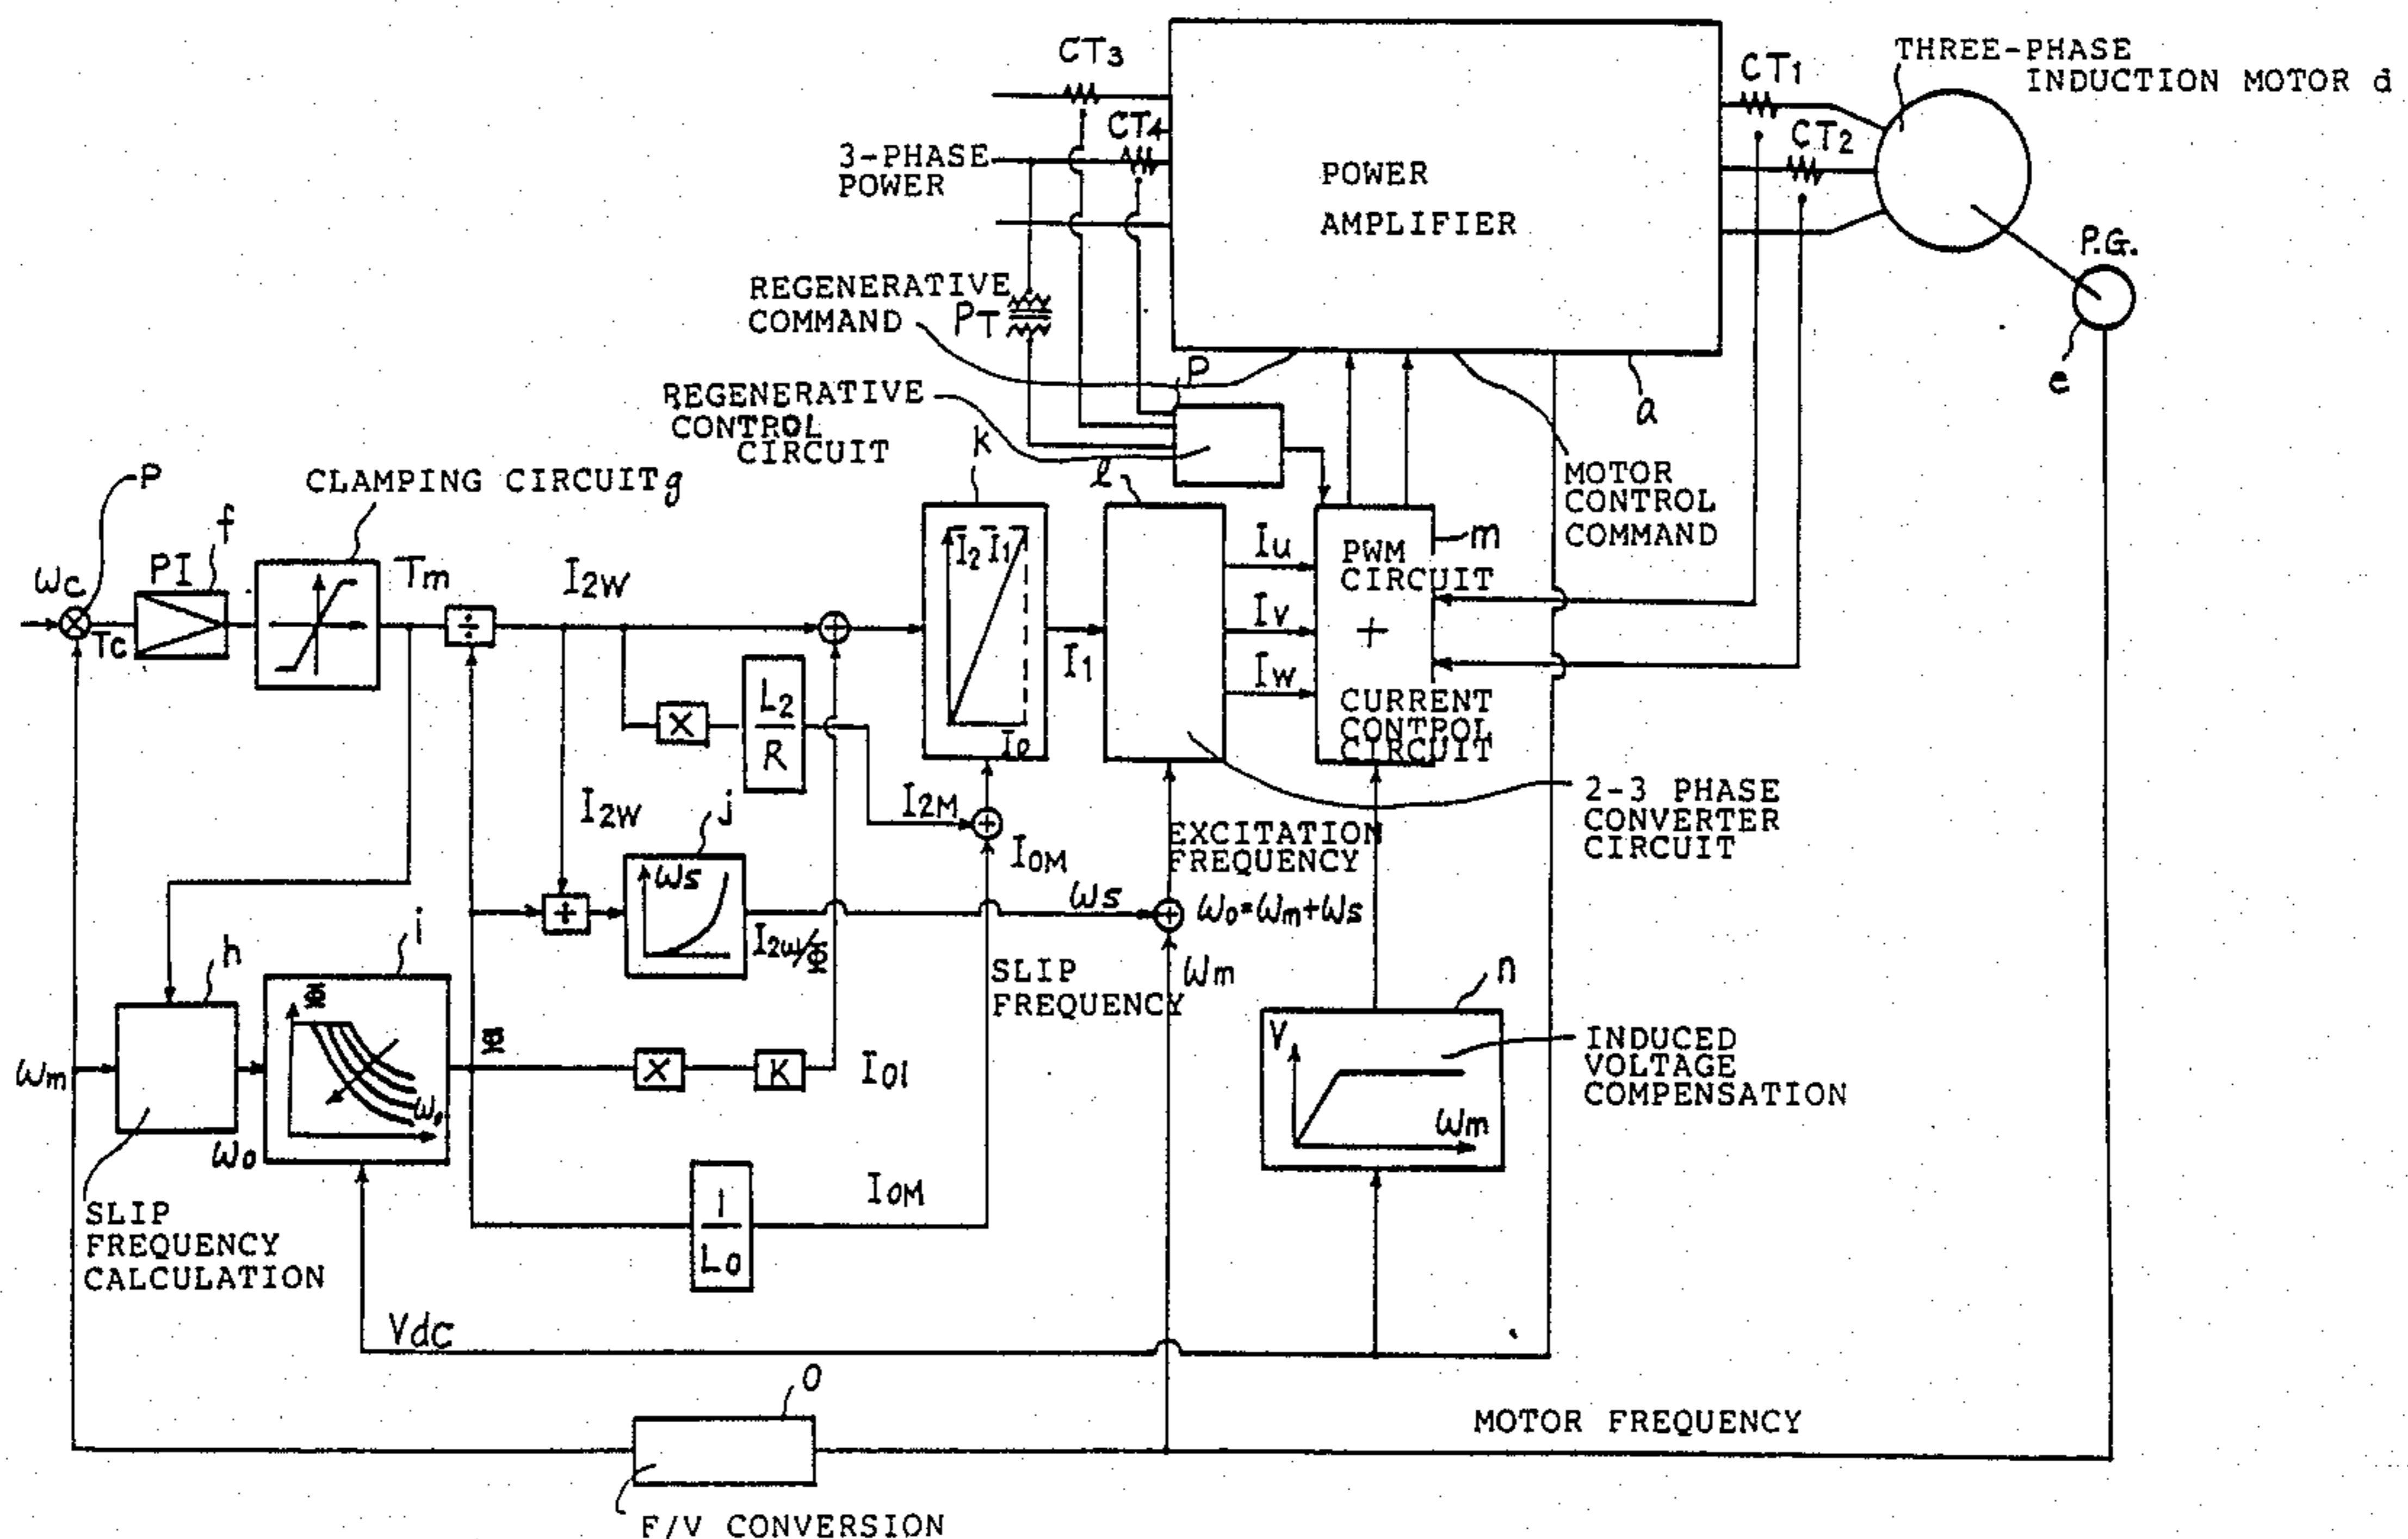 CT3
THREE-PHASE
INDUCTION MOTOR d
CT1
CT4
CT2
3-PHASE
POWER
POWER
AMPLIFIER
P.G.
REGENERATIVE
COMMAND
PT
e
REGENERATIVE
CONTROL
CIRCUIT
P
a
k
l
MOTOR
CONTROL
COMMAND
P
CLAMPING CIRCUIT g
f
m
ωc
PI
Tm
I2W
I2 I1
Iu
PWM
CIRCUIT
Tc
÷
+
I1
Iv
+
Iw
I0
X
L2
R
CURRENT
CONTPOL
CIRCUIT
I2W
j
I2M
+
I0M
EXCITATION
FREQUENCY
2-3 PHASE
CONVERTER
CIRCUIT
ωs
÷
I2W/Φ
ωs
+
ω0=ωm+ωs
h
i
SLIP
FREQUENCY
ωm
n
Φ
Φ
ωm
ω0
X
K
I01
V
ωm
INDUCED
VOLTAGE
COMPENSATION
ω0
SLIP
FREQUENCY
CALCULATION
1
L0
I0M
Vdc
O
MOTOR FREQUENCY
F/V CONVERSION